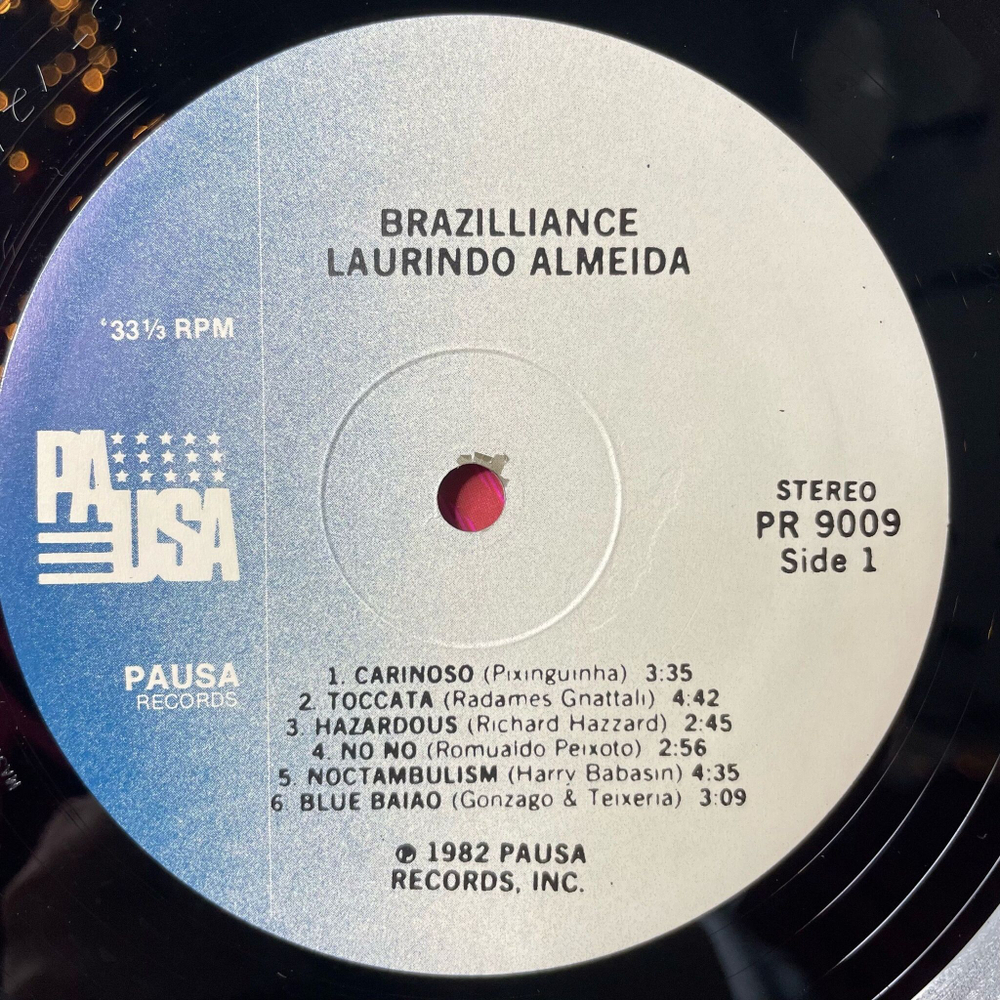 BRAZILLIANCE
LAURINDO ALMEIDA
'33⅓ RPM
PAUSA
STEREO
PR 9009
Side 1
PAUSA
RECORDS
1. CARINOSO (Pixinguinha) 3:35
2. TOCCATA (Radames Gnattali) 4:42
3. HAZARDOUS (Richard Hazzard) 2:45
4. NO NO (Romualdo Peixoto) 2:56
5. NOCTAMBULISM (Harry Babasin) 4:35
6 BLUE BAIAO (Gonzago & Teixeria) 3:09
℗ 1982 PAUSA
RECORDS, INC.